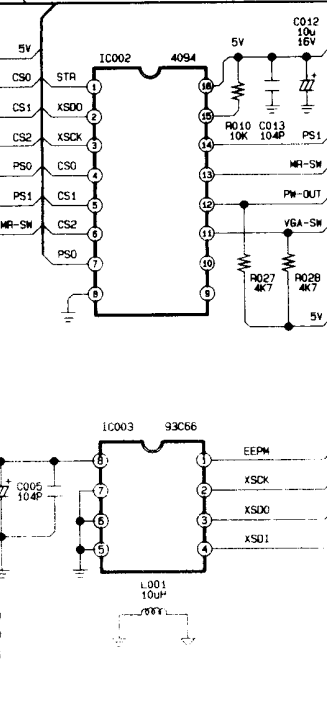 C012
10u
16V
5V
5V
IC002 4094
CS0 STR 1 16
CS1 XSDO 2 15
R010 C013
10K 104P
CS2 XSCK 3 14 PS1
PS0 CS0 4 13 MR-SW
PS1 CS1 5 12 PW-OUT
MR-SW CS2 6 11 VGA-SW
PS0 7 10
R027 R028
4K7 4K7
8 9
5V
IC003 93C66
8 1 EEPM
C005
104P
7 2 XSCK
6 3 XSDO
5 4 XSDI
L001
10uH